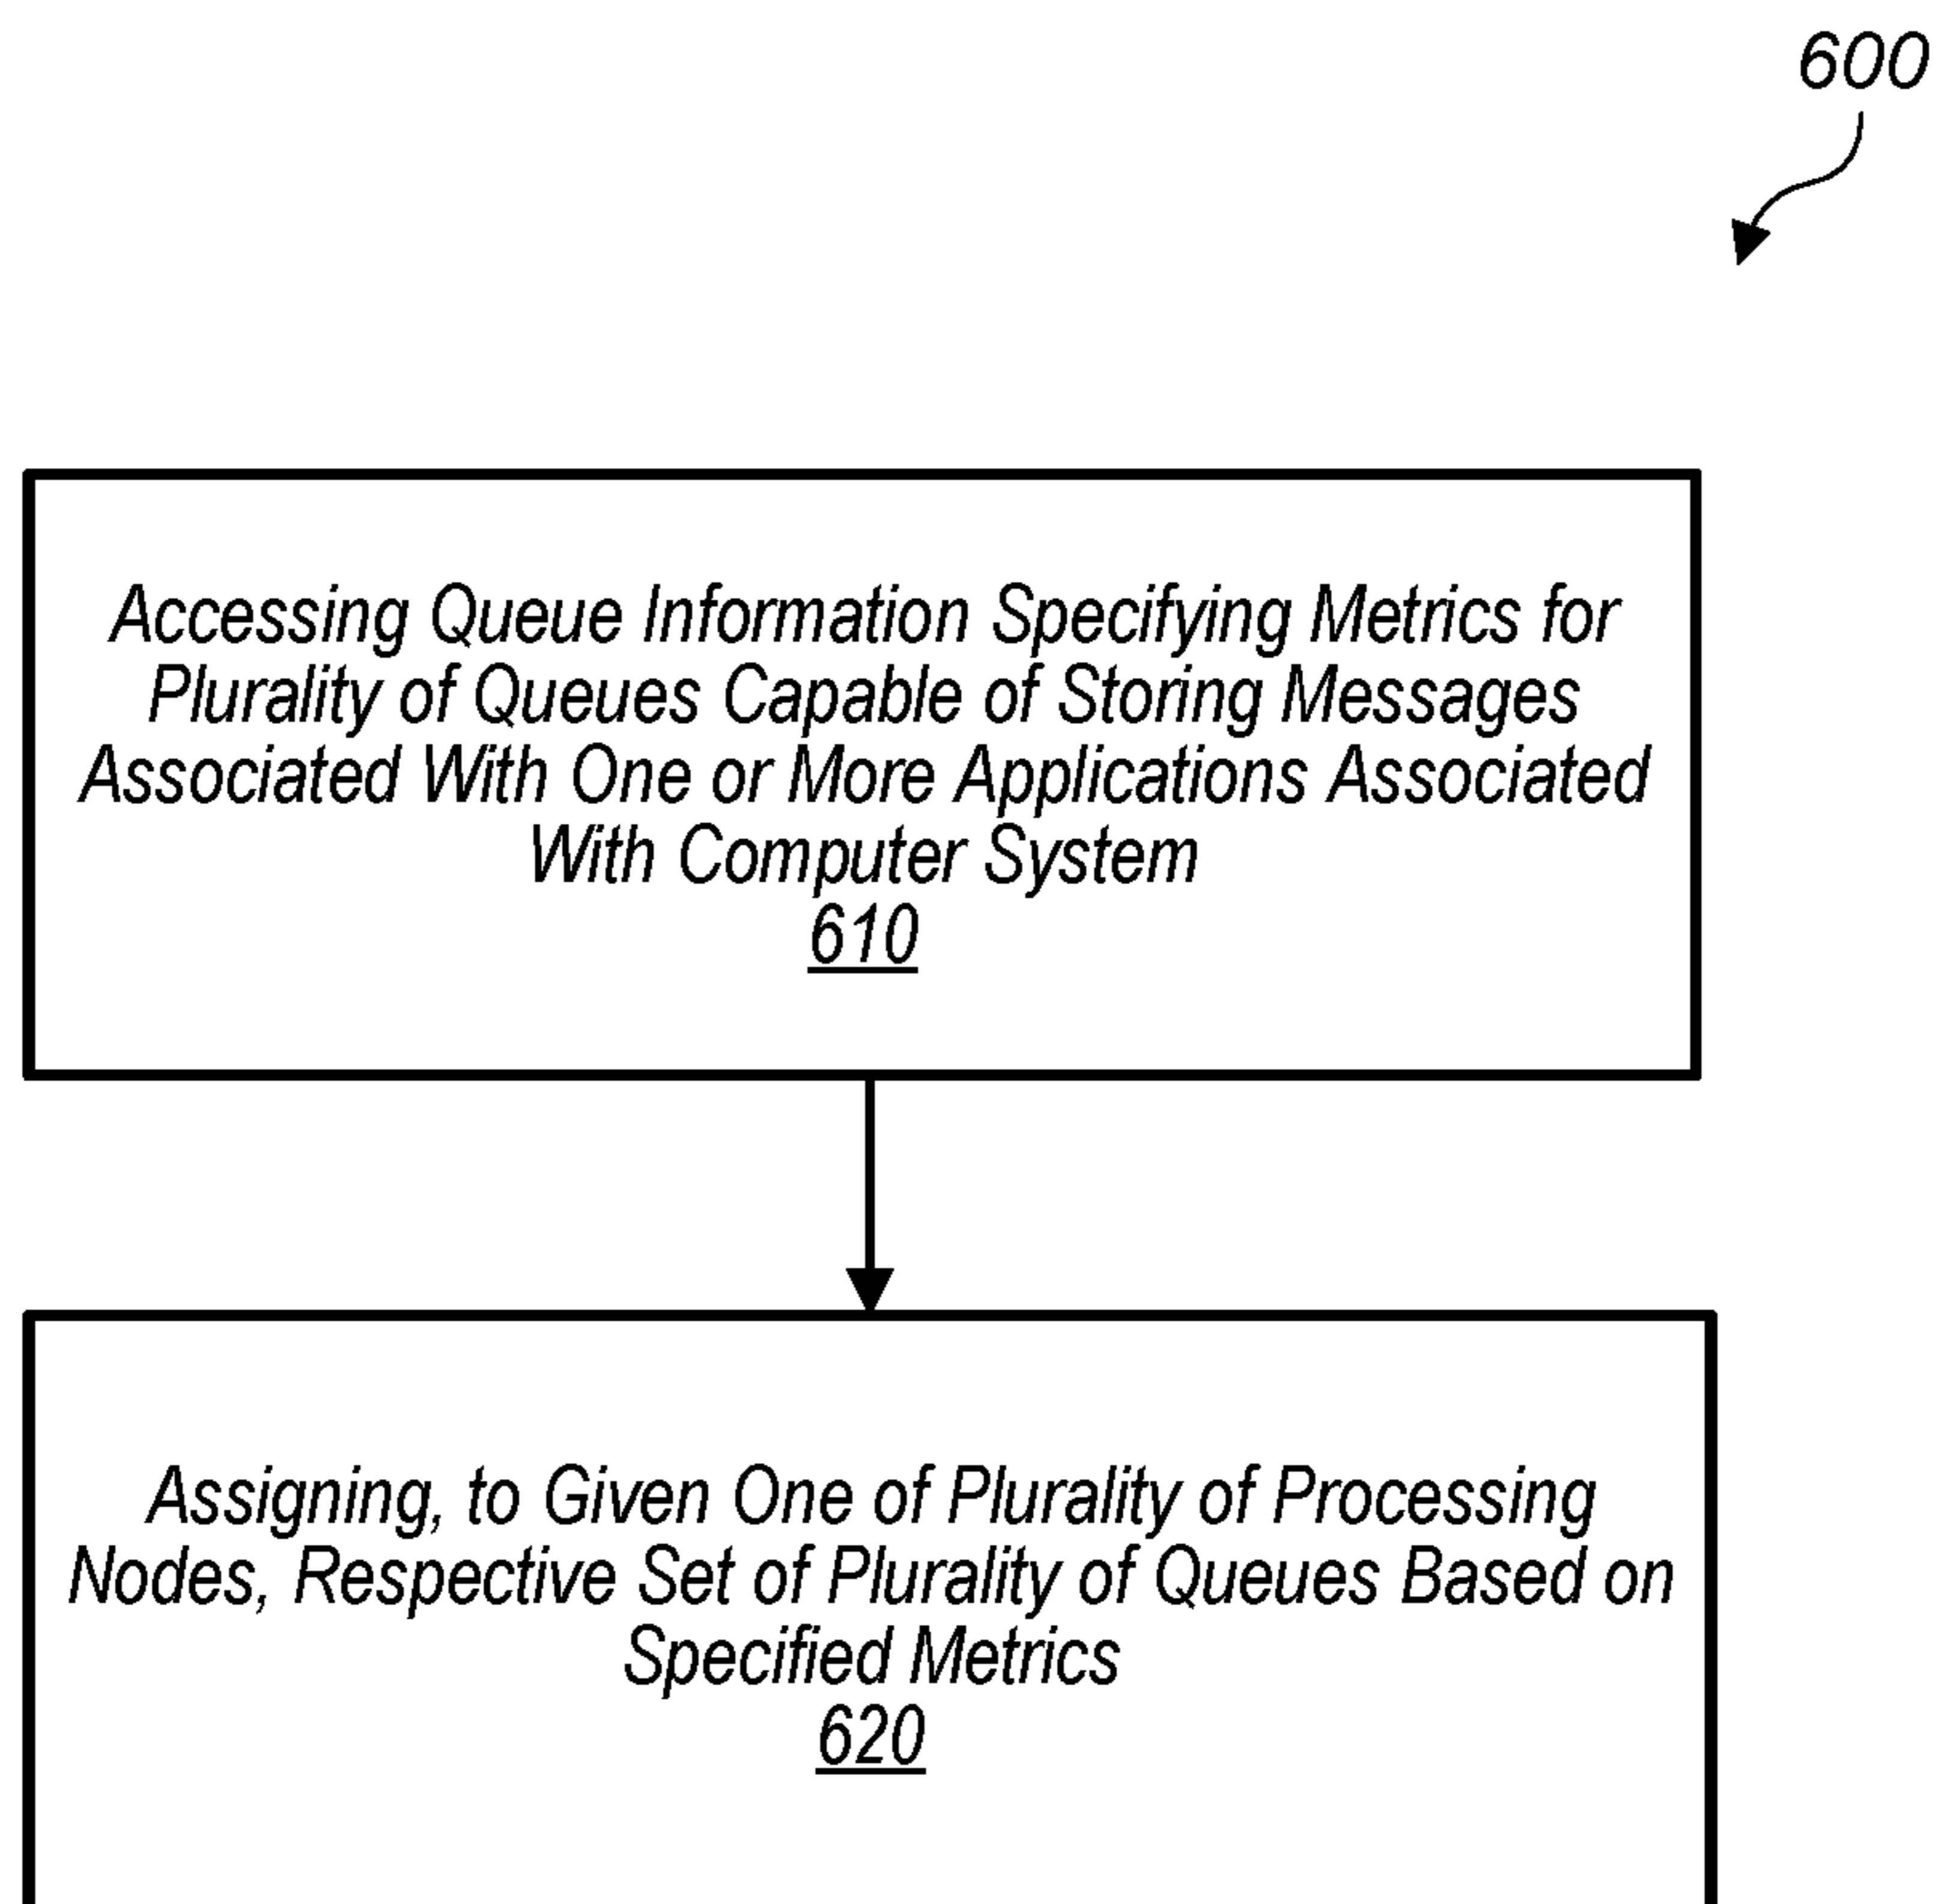 600
Accessing Queue Information Specifying Metrics for
Plurality of Queues Capable of Storing Messages
Associated With One or More Applications Associated
With Computer System
610
Assigning, to Given One of Plurality of Processing
Nodes, Respective Set of Plurality of Queues Based on
Specified Metrics
620